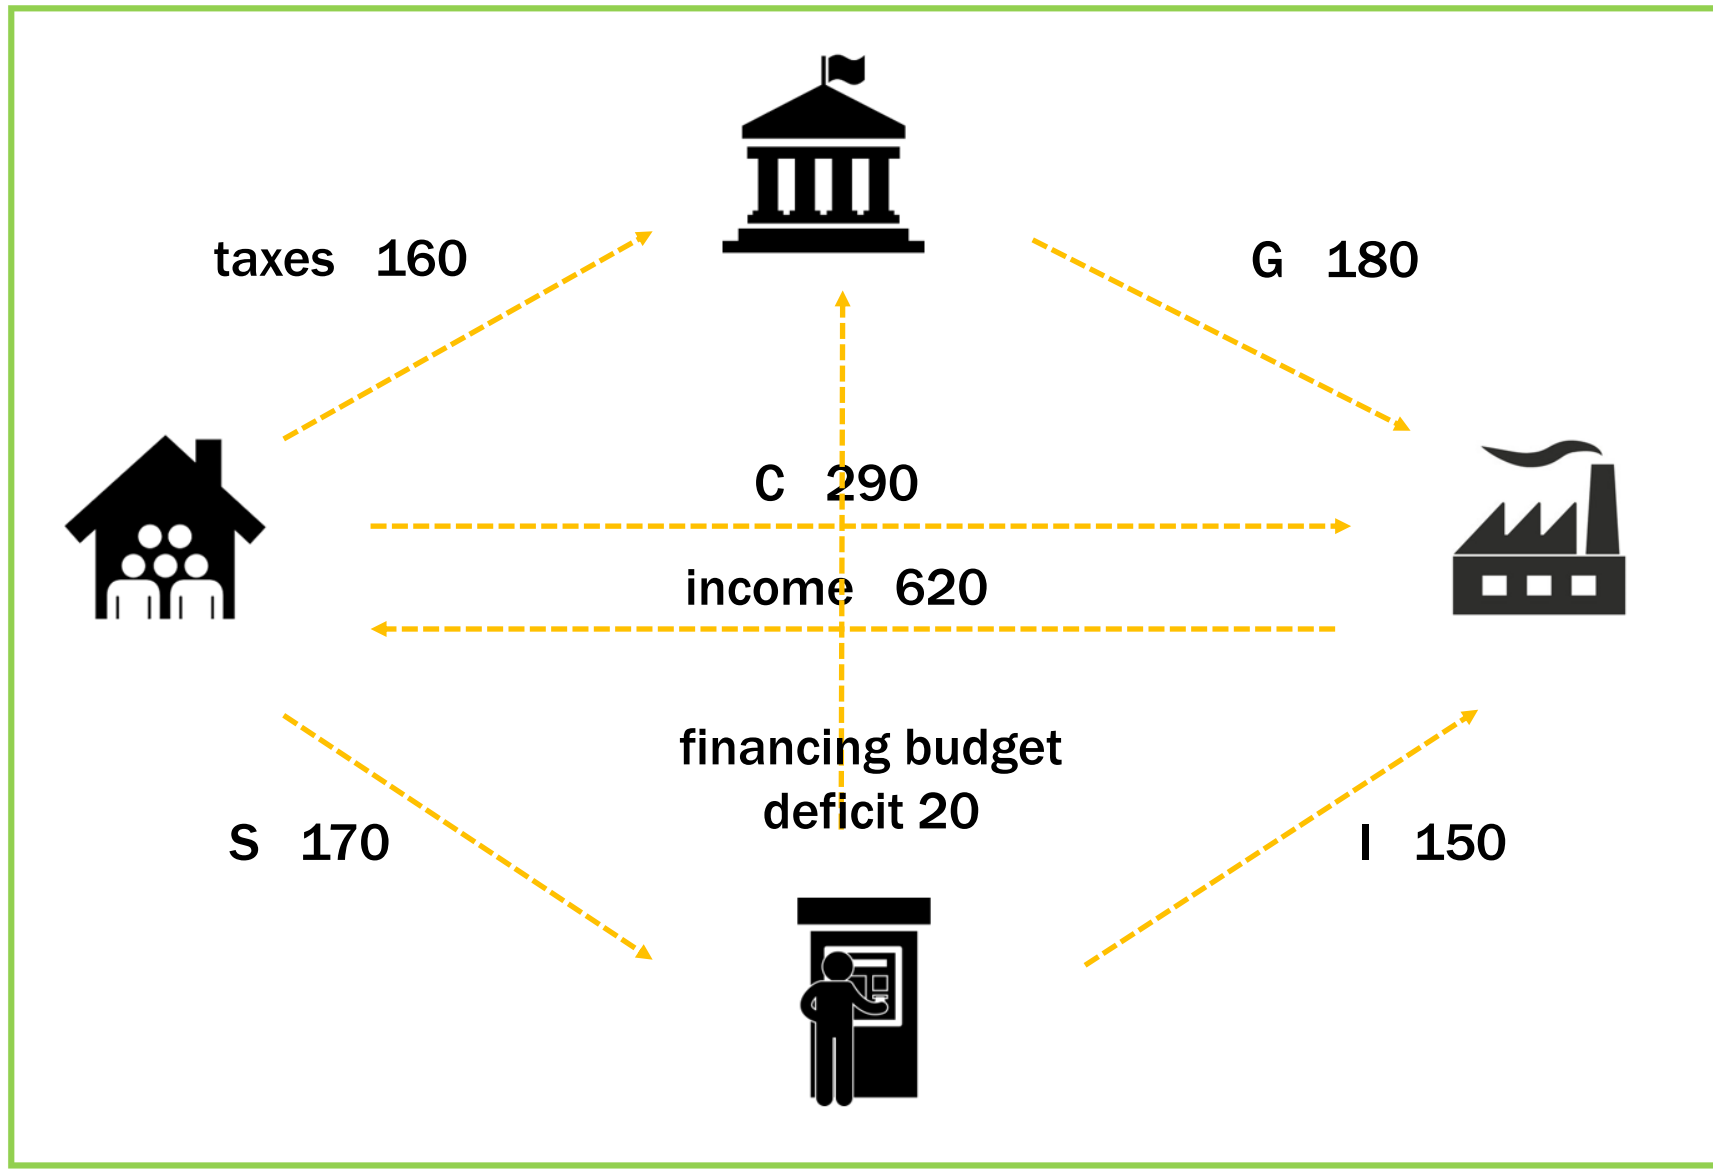 taxes 160
G 180
C 290
income 620
financing budget
deficit 20
S 170
I 150